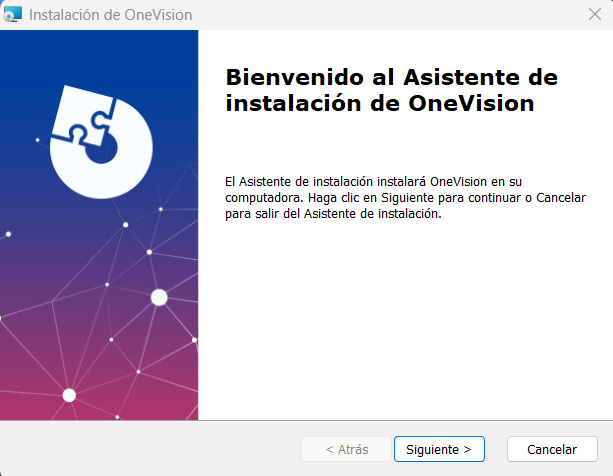 Instalación de OneVision
Bienvenido al Asistente de
instalación de OneVision
El Asistente de instalación instalará OneVision en su
computadora. Haga clic en Siguiente para continuar o Cancelar
para salir del Asistente de instalación.
< Atrás
Siguiente >
Cancelar